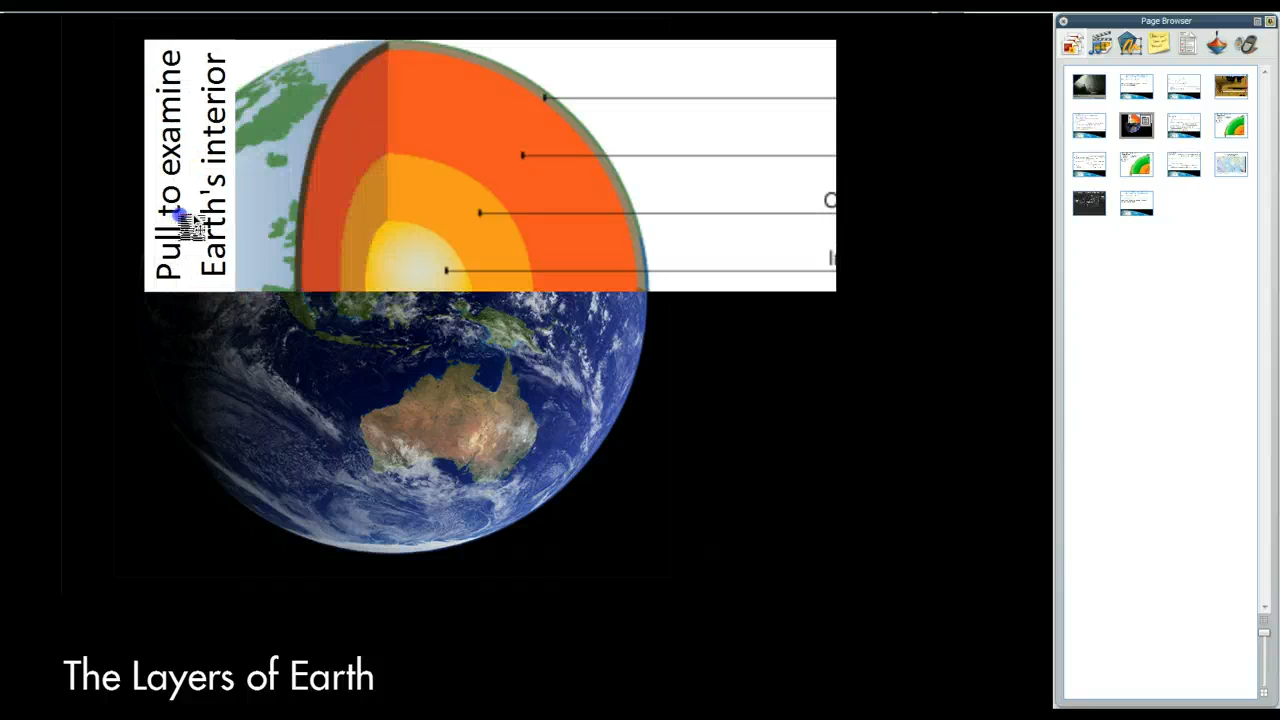 Page Browser
Pull to examine
Earth's interior
The Layers of Earth